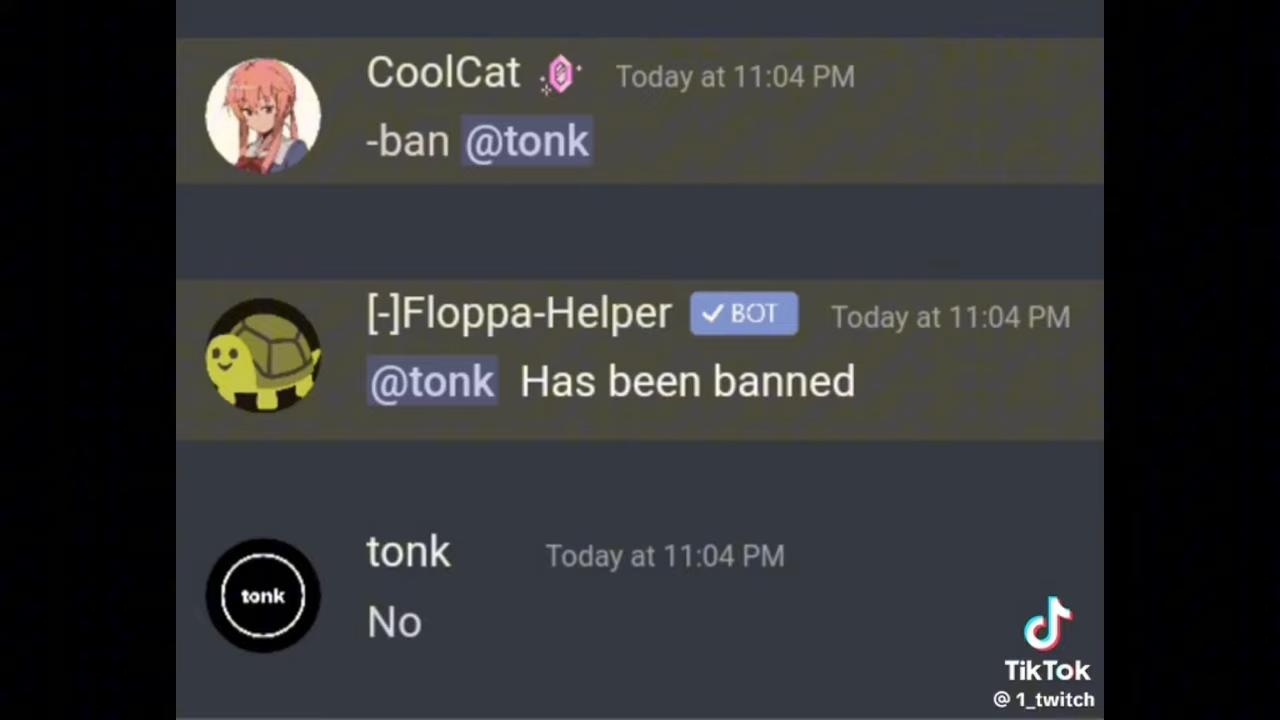 CoolCat Today at 11:04 PM
-ban @tonk
[-]Floppa-Helper ✓ BOT Today at 11:04 PM
@tonk Has been banned
tonk Today at 11:04 PM
tonk
No
TikTok
@ 1_twitch